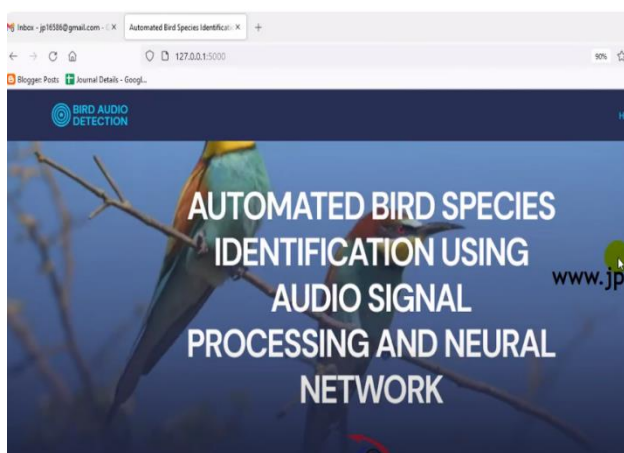 Inbox - jp16586@gmail.com -
Automated Bird Species Identificati
127.0.0.1:5000
90%
Blogger: Posts
Journal Details - Googl...
BIRD AUDIO
DETECTION
H
AUTOMATED BIRD SPECIES
IDENTIFICATION USING
AUDIO SIGNAL
PROCESSING AND NEURAL
NETWORK
www.jp